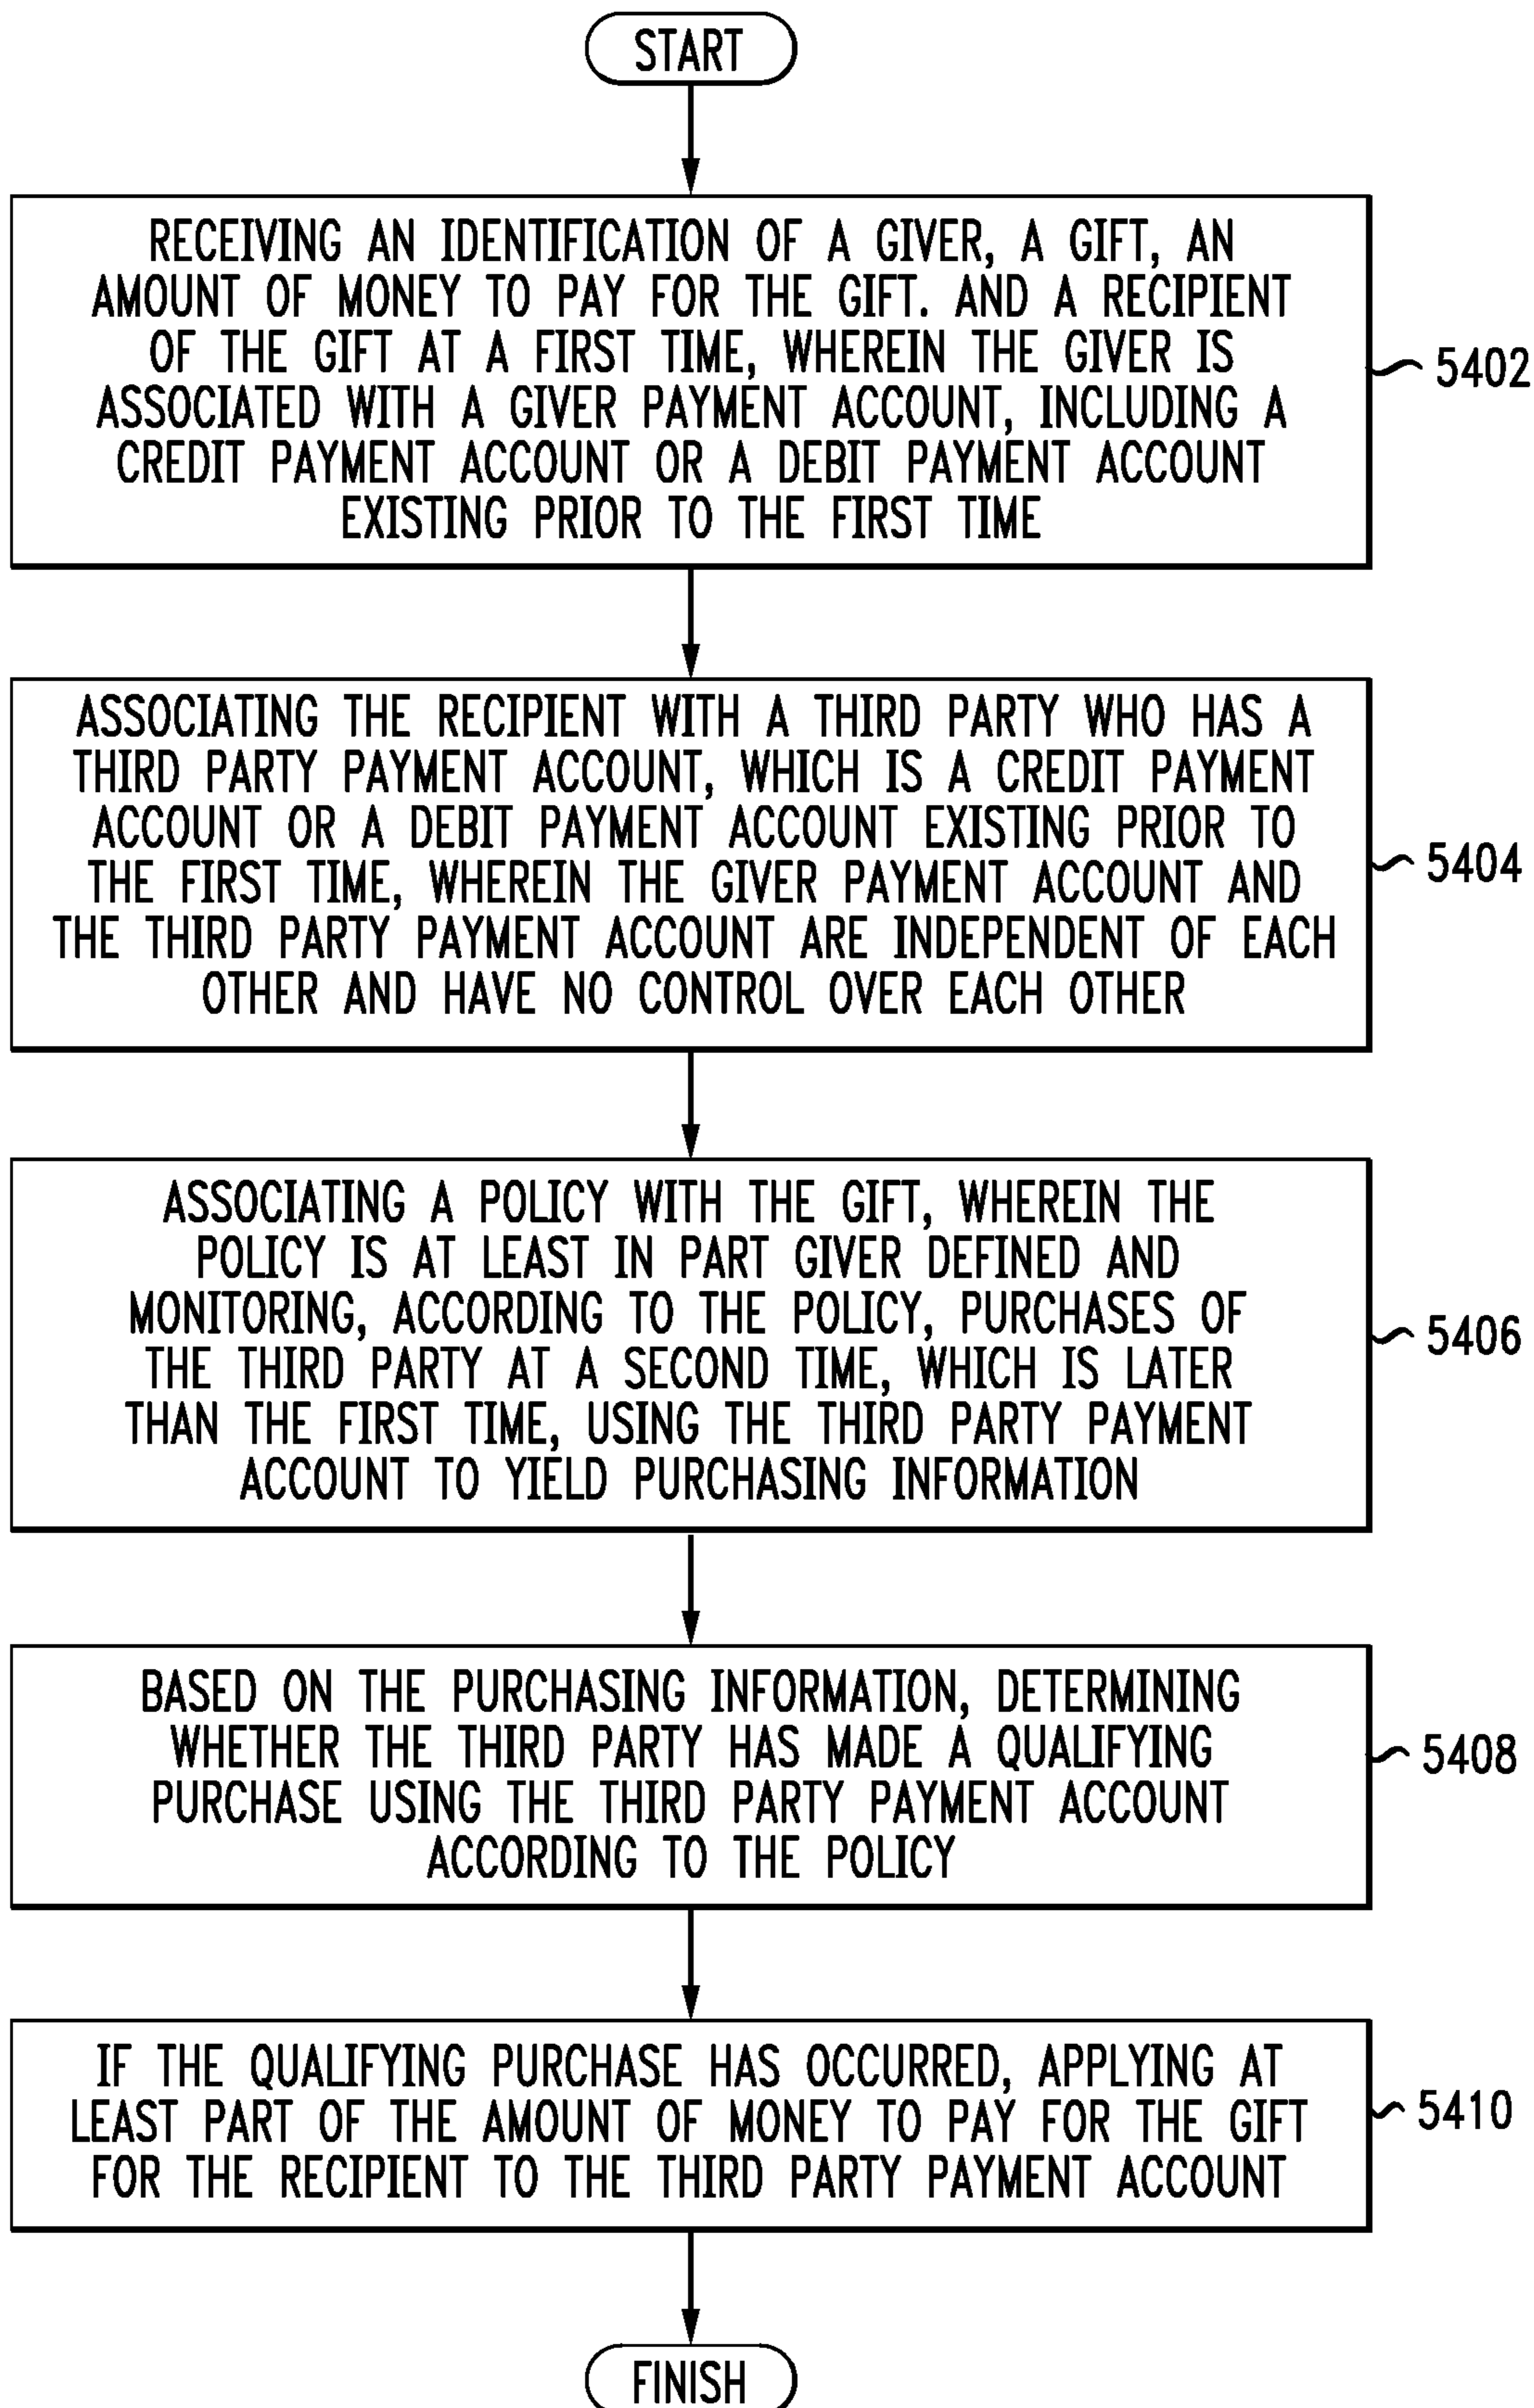 START
RECEIVING AN IDENTIFICATION OF A GIVER, A GIFT, AN
AMOUNT OF MONEY TO PAY FOR THE GIFT. AND A RECIPIENT
OF THE GIFT AT A FIRST TIME, WHEREIN THE GIVER IS
ASSOCIATED WITH A GIVER PAYMENT ACCOUNT, INCLUDING A
CREDIT PAYMENT ACCOUNT OR A DEBIT PAYMENT ACCOUNT
EXISTING PRIOR TO THE FIRST TIME
5402
ASSOCIATING THE RECIPIENT WITH A THIRD PARTY WHO HAS A
THIRD PARTY PAYMENT ACCOUNT, WHICH IS A CREDIT PAYMENT
ACCOUNT OR A DEBIT PAYMENT ACCOUNT EXISTING PRIOR TO
THE FIRST TIME, WHEREIN THE GIVER PAYMENT ACCOUNT AND
THE THIRD PARTY PAYMENT ACCOUNT ARE INDEPENDENT OF EACH
OTHER AND HAVE NO CONTROL OVER EACH OTHER
5404
ASSOCIATING A POLICY WITH THE GIFT, WHEREIN THE
POLICY IS AT LEAST IN PART GIVER DEFINED AND
MONITORING, ACCORDING TO THE POLICY, PURCHASES OF
THE THIRD PARTY AT A SECOND TIME, WHICH IS LATER
THAN THE FIRST TIME, USING THE THIRD PARTY PAYMENT
ACCOUNT TO YIELD PURCHASING INFORMATION
5406
BASED ON THE PURCHASING INFORMATION, DETERMINING
WHETHER THE THIRD PARTY HAS MADE A QUALIFYING
PURCHASE USING THE THIRD PARTY PAYMENT ACCOUNT
ACCORDING TO THE POLICY
5408
IF THE QUALIFYING PURCHASE HAS OCCURRED, APPLYING AT
LEAST PART OF THE AMOUNT OF MONEY TO PAY FOR THE GIFT
FOR THE RECIPIENT TO THE THIRD PARTY PAYMENT ACCOUNT
5410
FINISH